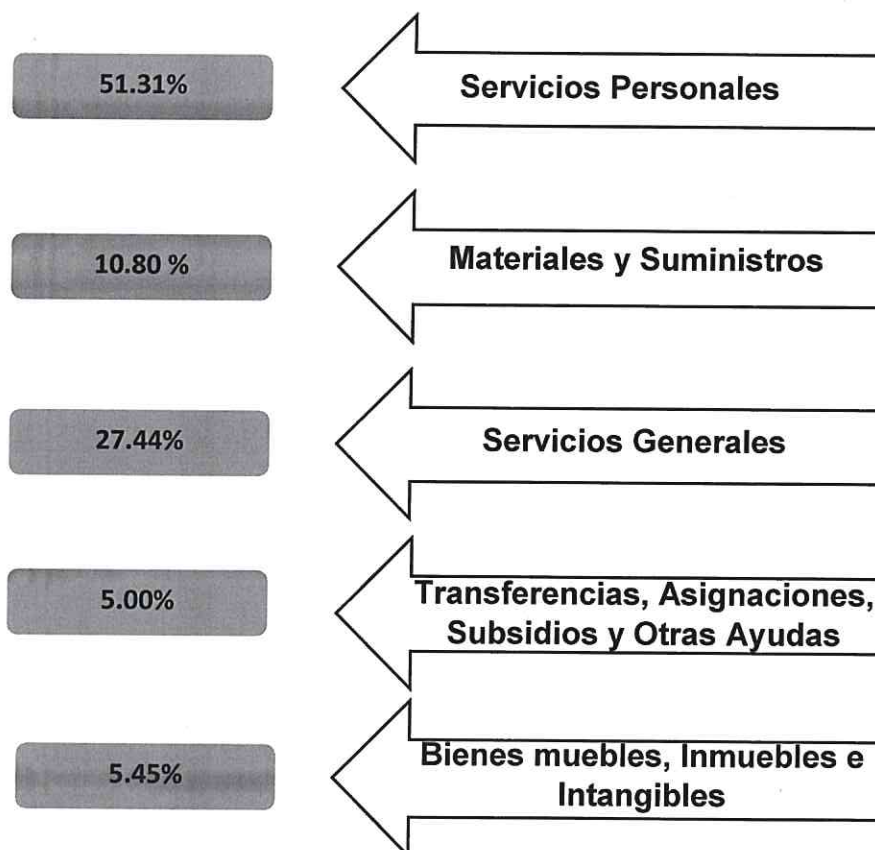 51.31%
Servicios Personales
10.80 %
Materiales y Suministros
27.44%
Servicios Generales
5.00%
Transferencias, Asignaciones,
Subsidios y Otras Ayudas
5.45%
Bienes muebles, Inmuebles e
Intangibles